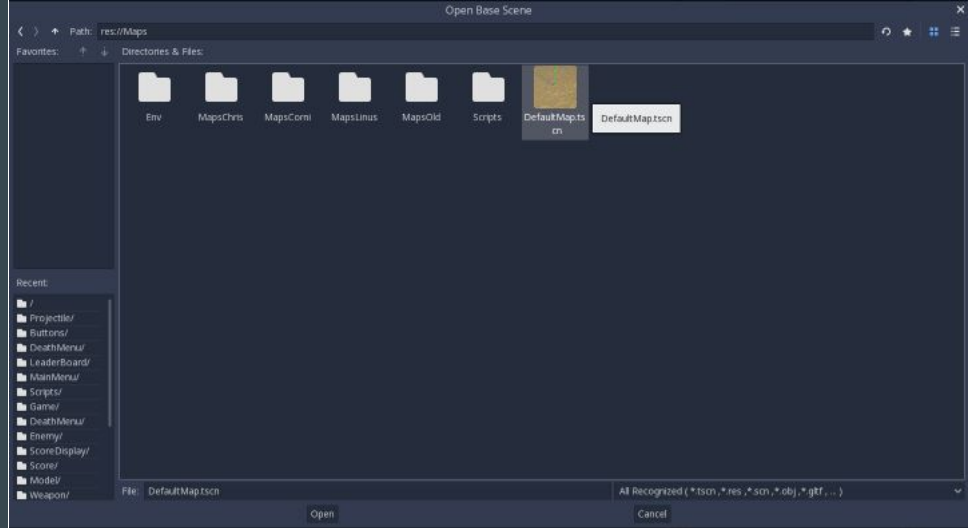 Open Base Scene
Path: res://Maps
Favorites:
Directories & Files:
Env
MapsChris
MapsCorni
MapsLinus
MapsOld
Scripts
DefaultMap.ts
cn
DefaultMap.tscn
Recent:
/
Projectile/
Buttons/
DeathMenu/
LeaderBoard/
MainMenu/
Scripts/
Game/
DeathMenu/
Enemy/
ScoreDisplay/
Score/
Model/
Weapon/
File: DefaultMap.tscn
All Recognized ( *.tscn ,*.res ,*.scn,*.obj ,*.gltf , ... )
Open
Cancel